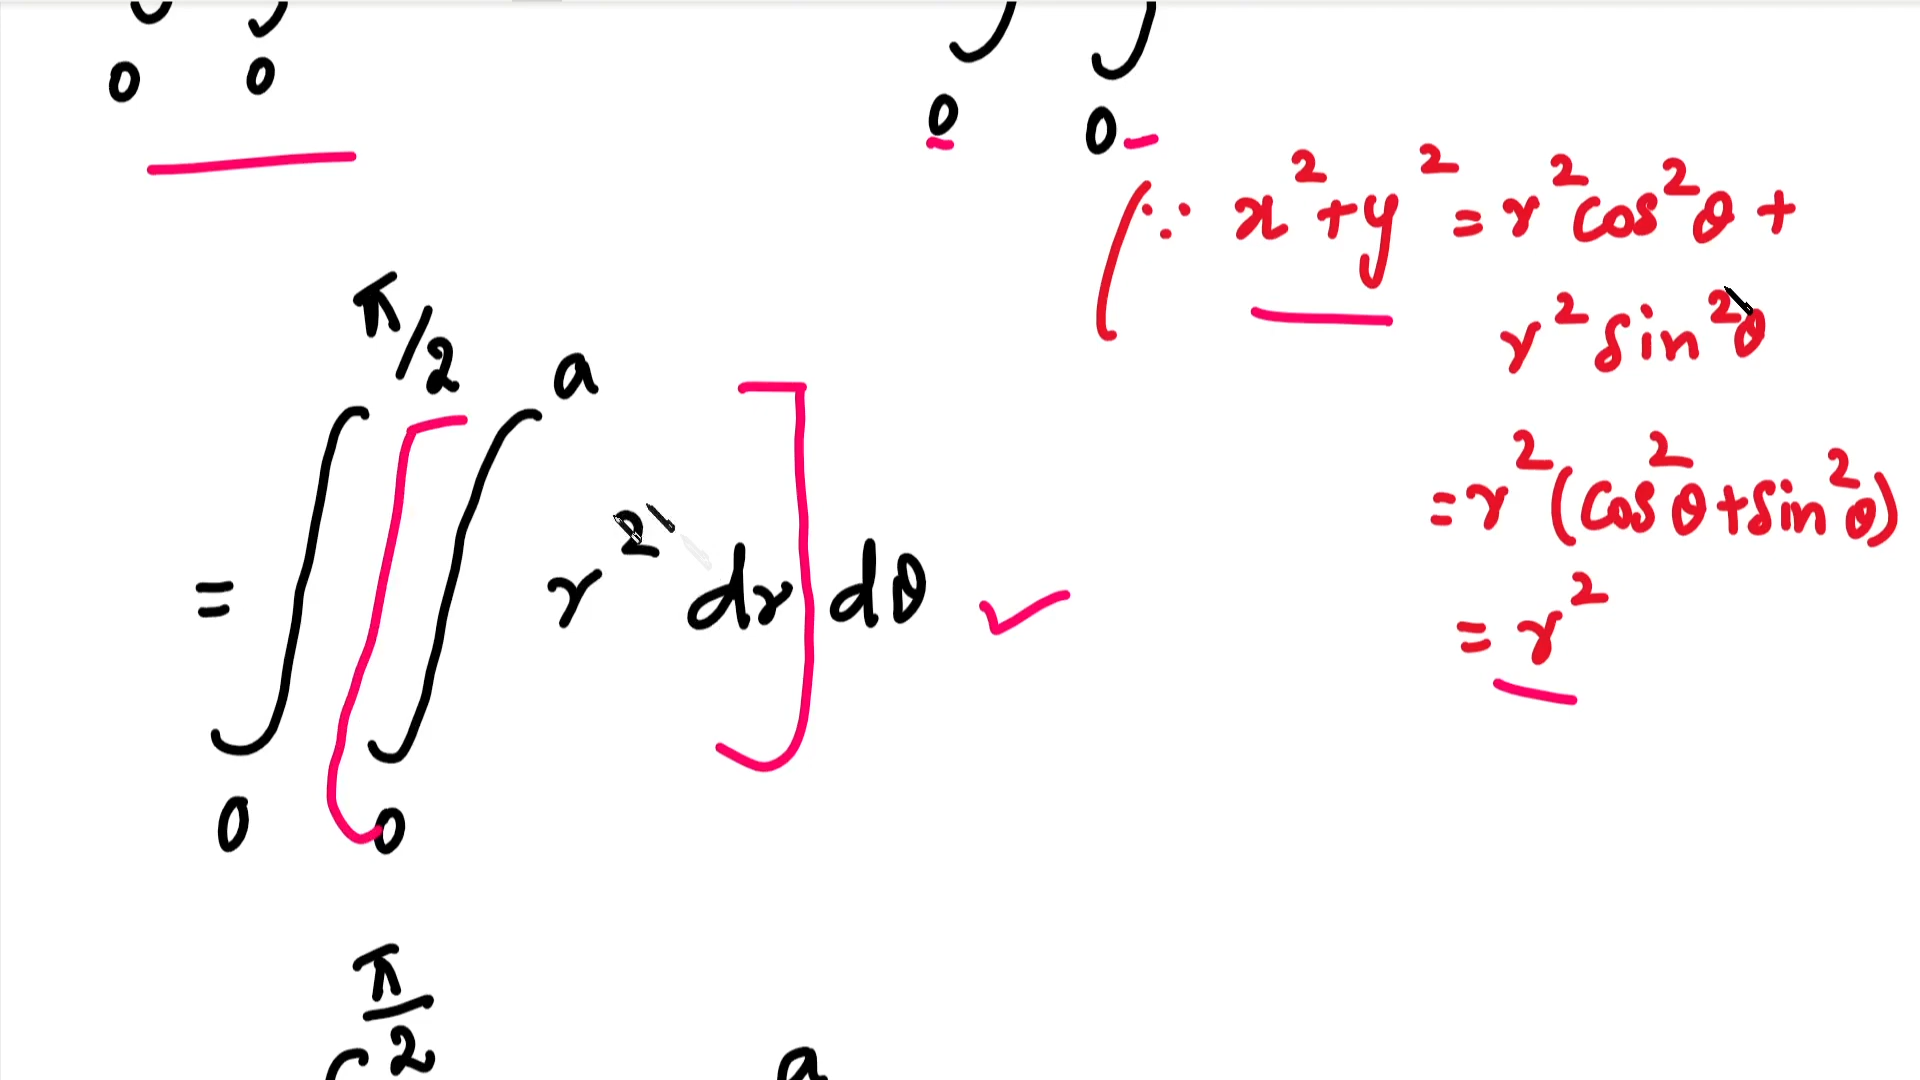 0 0 0 0
(∵ x²+y² = r²cos²θ +
r²sin²θ
= r²(cos²θ+sin²θ)
= r²
= ∫₀^{π/2} ∫₀^a r² dr] dθ ✓
π/2 a